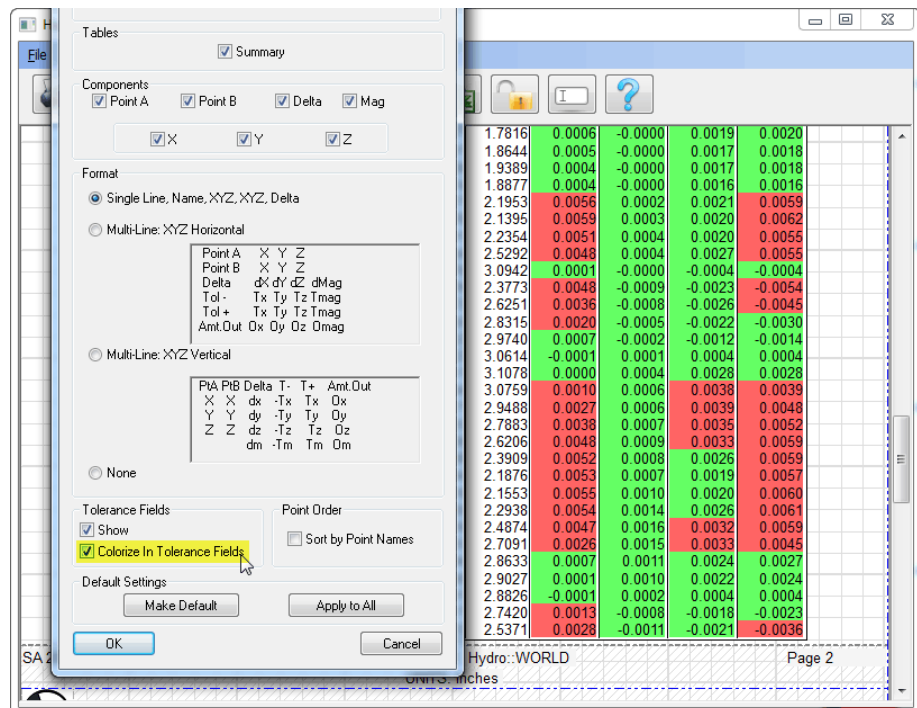 H
File
Tables
Summary
Components
Point A Point B Delta Mag
X Y Z
Format
Single Line, Name, XYZ, XYZ, Delta
Multi-Line: XYZ Horizontal
Point A X Y Z
Point B X Y Z
Delta dX dY dZ dMag
Tol - Tx Ty Tz Tmag
Tol + Tx Ty Tz Tmag
Amt.Out Ox Oy Oz Omag
Multi-Line: XYZ Vertical
PtA PtB Delta T- T+ Amt.Out
X X dx -Tx Tx Ox
Y Y dy -Ty Ty Oy
Z Z dz -Tz Tz Oz
dm -Tm Tm Om
None
Tolerance Fields
Show
Colorize In Tolerance Fields
Point Order
Sort by Point Names
Default Settings
Make Default Apply to All
OK Cancel
1.7816 0.0006 -0.0000 0.0019 0.0020
1.8644 0.0005 -0.0000 0.0017 0.0018
1.9389 0.0004 -0.0000 0.0017 0.0018
1.8877 0.0004 -0.0000 0.0016 0.0016
2.1953 0.0056 0.0002 0.0021 0.0059
2.1395 0.0059 0.0003 0.0020 0.0062
2.2354 0.0051 0.0004 0.0020 0.0055
2.5292 0.0048 0.0004 0.0027 0.0055
3.0942 0.0001 -0.0000 -0.0004 -0.0004
2.3773 0.0048 -0.0009 -0.0023 -0.0054
2.6251 0.0036 -0.0008 -0.0026 -0.0045
2.8315 0.0020 -0.0005 -0.0022 -0.0030
2.9740 0.0007 -0.0002 -0.0012 -0.0014
3.0614 -0.0001 0.0001 0.0004 0.0004
3.1078 0.0000 0.0004 0.0028 0.0028
3.0759 0.0010 0.0006 0.0038 0.0039
2.9488 0.0027 0.0006 0.0039 0.0048
2.7883 0.0038 0.0007 0.0035 0.0052
2.6206 0.0048 0.0009 0.0033 0.0059
2.3909 0.0052 0.0008 0.0026 0.0059
2.1876 0.0053 0.0007 0.0019 0.0057
2.1553 0.0055 0.0010 0.0020 0.0060
2.2938 0.0054 0.0014 0.0026 0.0061
2.4874 0.0047 0.0016 0.0032 0.0059
2.7091 0.0026 0.0015 0.0033 0.0045
2.8633 0.0007 0.0011 0.0024 0.0027
2.9027 0.0001 0.0010 0.0022 0.0024
2.8826 -0.0001 0.0002 0.0004 0.0004
2.7420 0.0013 -0.0008 -0.0018 -0.0023
2.5371 0.0028 -0.0011 -0.0021 -0.0036
SA 2 Hydro::WORLD Page 2
UNITS: Inches